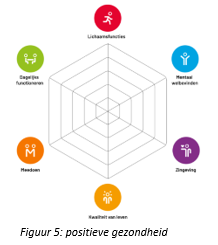 Lichaamsfuncties
Dagelijks
functioneren
Mentaal
welbevinden
Meedoen
Zingeving
Kwaliteit van leven
Figuur 5: positieve gezondheid